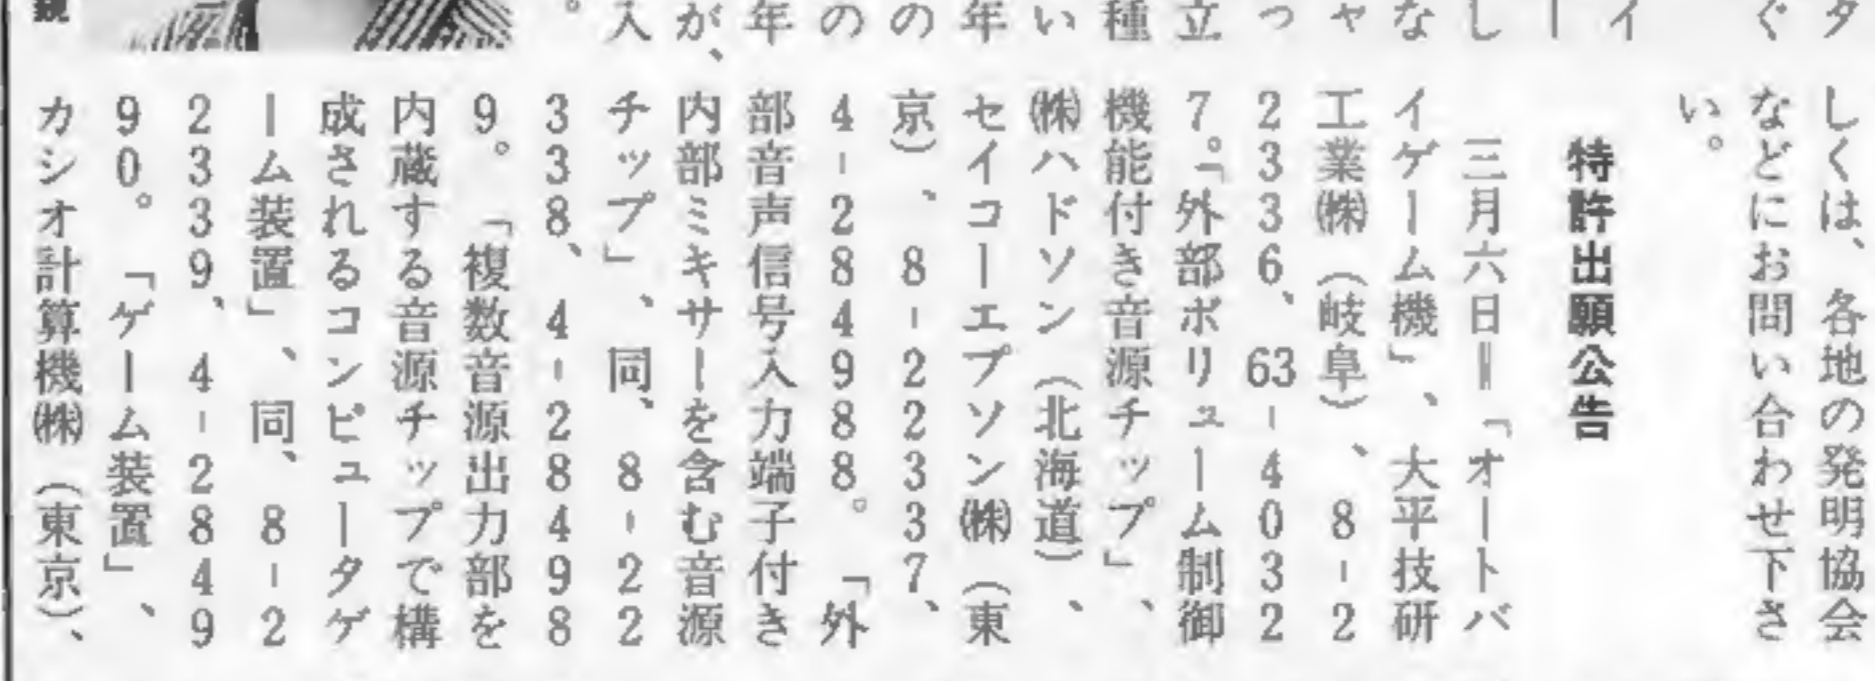 しくは、各地の発明協会
などにお問い合わせ下さ
い。
特許出願公告
三月六日=「オートバ
イゲーム機」、大平技研
工業㈱（岐阜）、8-2
2336、63-4032
7。「外部ボリューム制御
機能付き音源チップ」、
㈱ハドソン（北海道）、
セイコーエプソン㈱（東
京）、8-22337、
4-284988。「外
部音声信号入力端子付き
内部ミキサーを含む音源
チップ」、同、8-22
338、4-28498
9。「複数音源出力部を
内蔵する音源チップで構
成されるコンピュータゲ
ーム装置」、同、8-2
2339、4-2849
90。「ゲーム装置」、
カシオ計算機㈱（東京）、